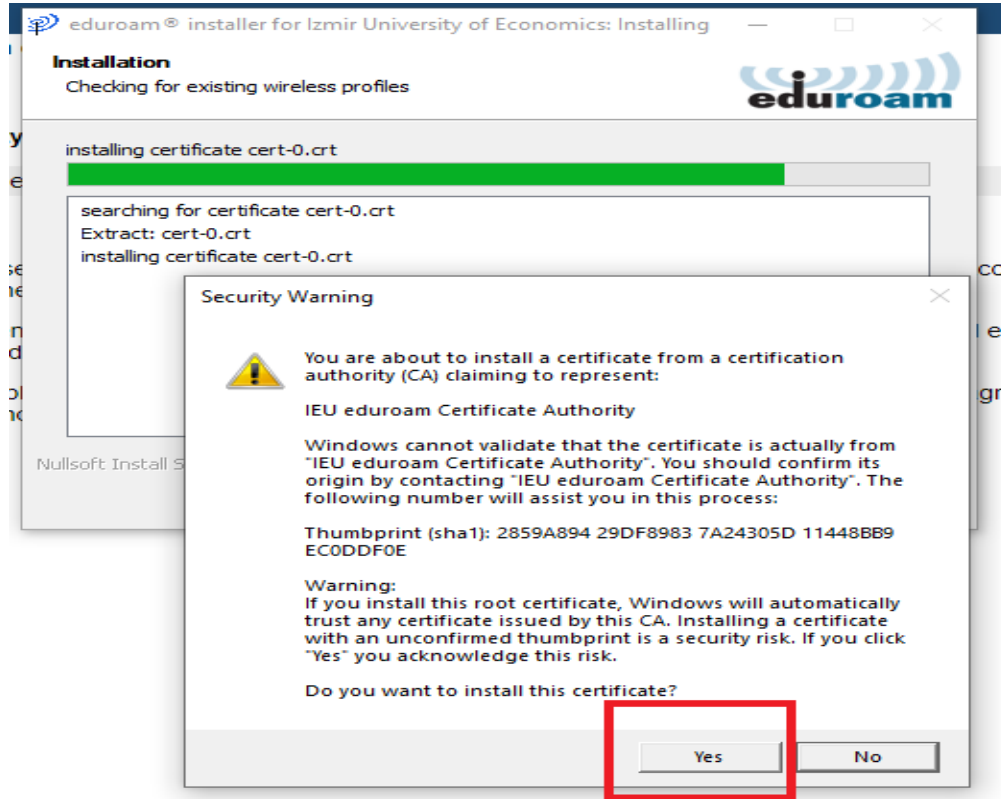 eduroam® installer for Izmir University of Economics: Installing
Installation
Checking for existing wireless profiles
eduroam
installing certificate cert-0.crt
searching for certificate cert-0.crt
Extract: cert-0.crt
installing certificate cert-0.crt
Nullsoft Install S
Security Warning
You are about to install a certificate from a certification
authority (CA) claiming to represent:
IEU eduroam Certificate Authority
Windows cannot validate that the certificate is actually from
"IEU eduroam Certificate Authority". You should confirm its
origin by contacting "IEU eduroam Certificate Authority". The
following number will assist you in this process:
Thumbprint (sha1): 2859A894 29DF8983 7A24305D 11448BB9
EC0DDF0E
Warning:
If you install this root certificate, Windows will automatically
trust any certificate issued by this CA. Installing a certificate
with an unconfirmed thumbprint is a security risk. If you click
"Yes" you acknowledge this risk.
Do you want to install this certificate?
Yes No